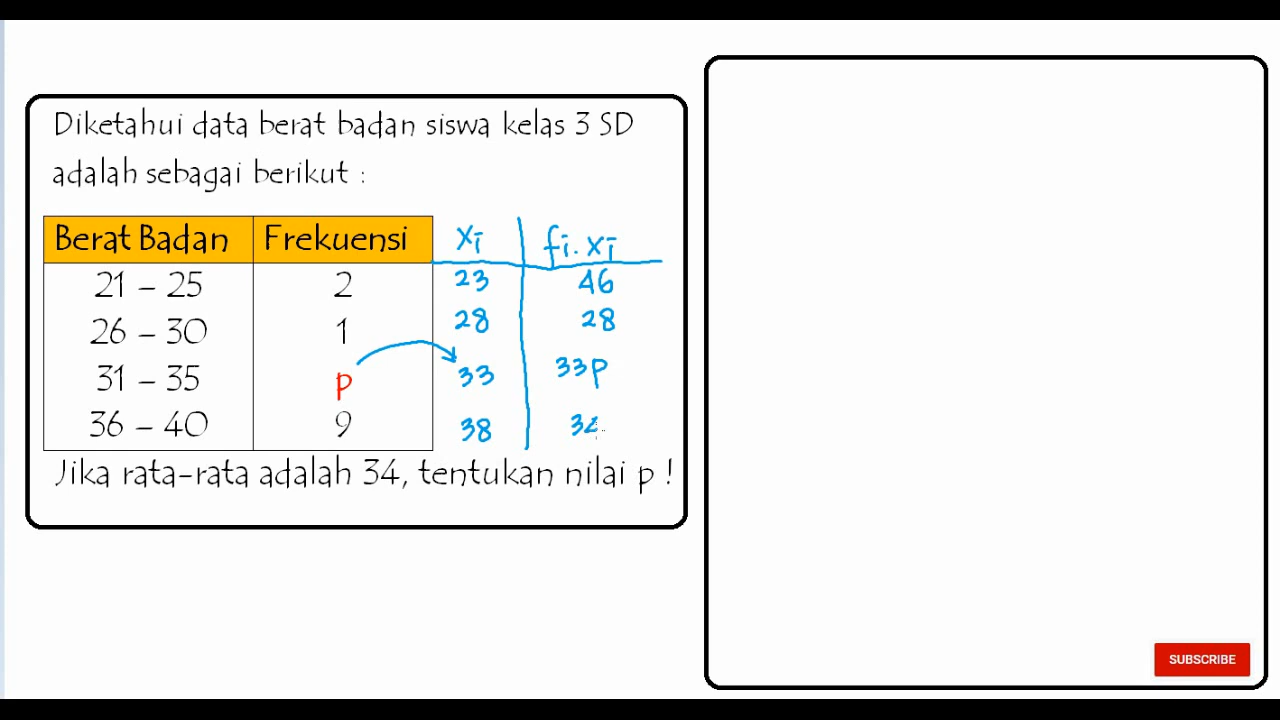 Diketahui data berat badan siswa kelas 3 SD
adalah sebagai berikut :
Berat Badan Frekuensi xi fi. xi
21 – 25 2 23 46
26 – 30 1 28 28
31 – 35 p 33 33p
36 – 40 9 38
Jika rata-rata adalah 34, tentukan nilai p !
SUBSCRIBE